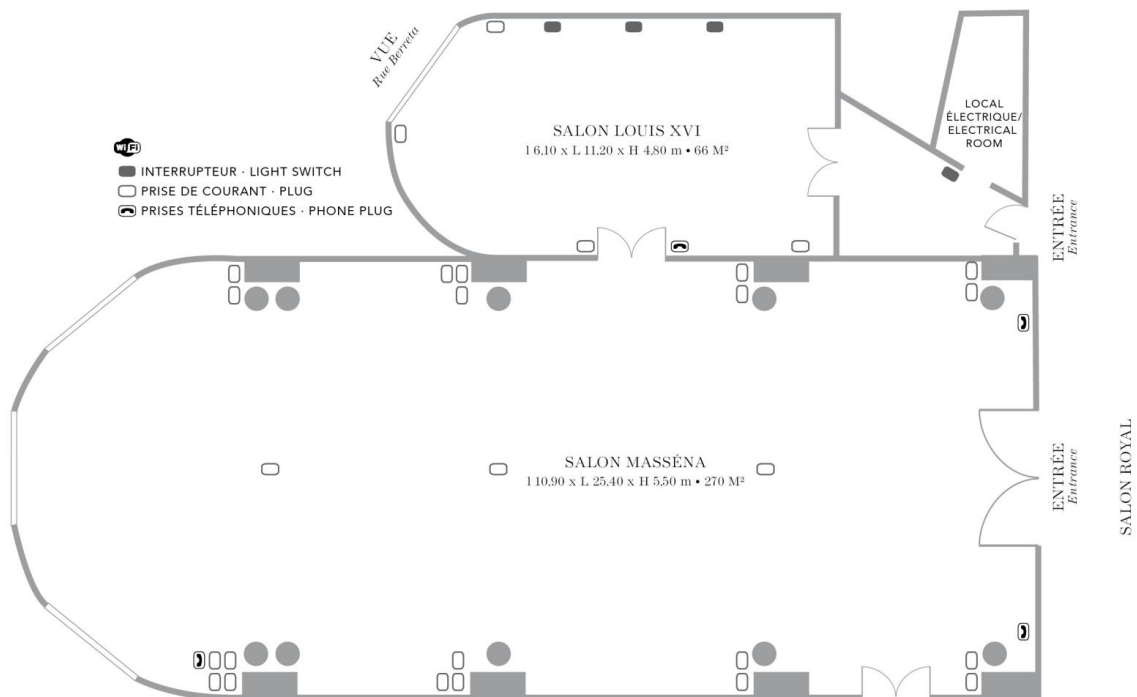 VUE
Rue Berreta
SALON LOUIS XVI
l 6,10 x L 11,20 x H 4,80 m • 66 M²
LOCAL
ÉLECTRIQUE/
ELECTRICAL
ROOM
WiFi
INTERRUPTEUR · LIGHT SWITCH
PRISE DE COURANT · PLUG
PRISES TÉLÉPHONIQUES · PHONE PLUG
ENTRÉE
Entrance
SALON MASSÉNA
l 10,90 x L 25,40 x H 5,50 m • 270 M²
ENTRÉE
Entrance
SALON ROYAL